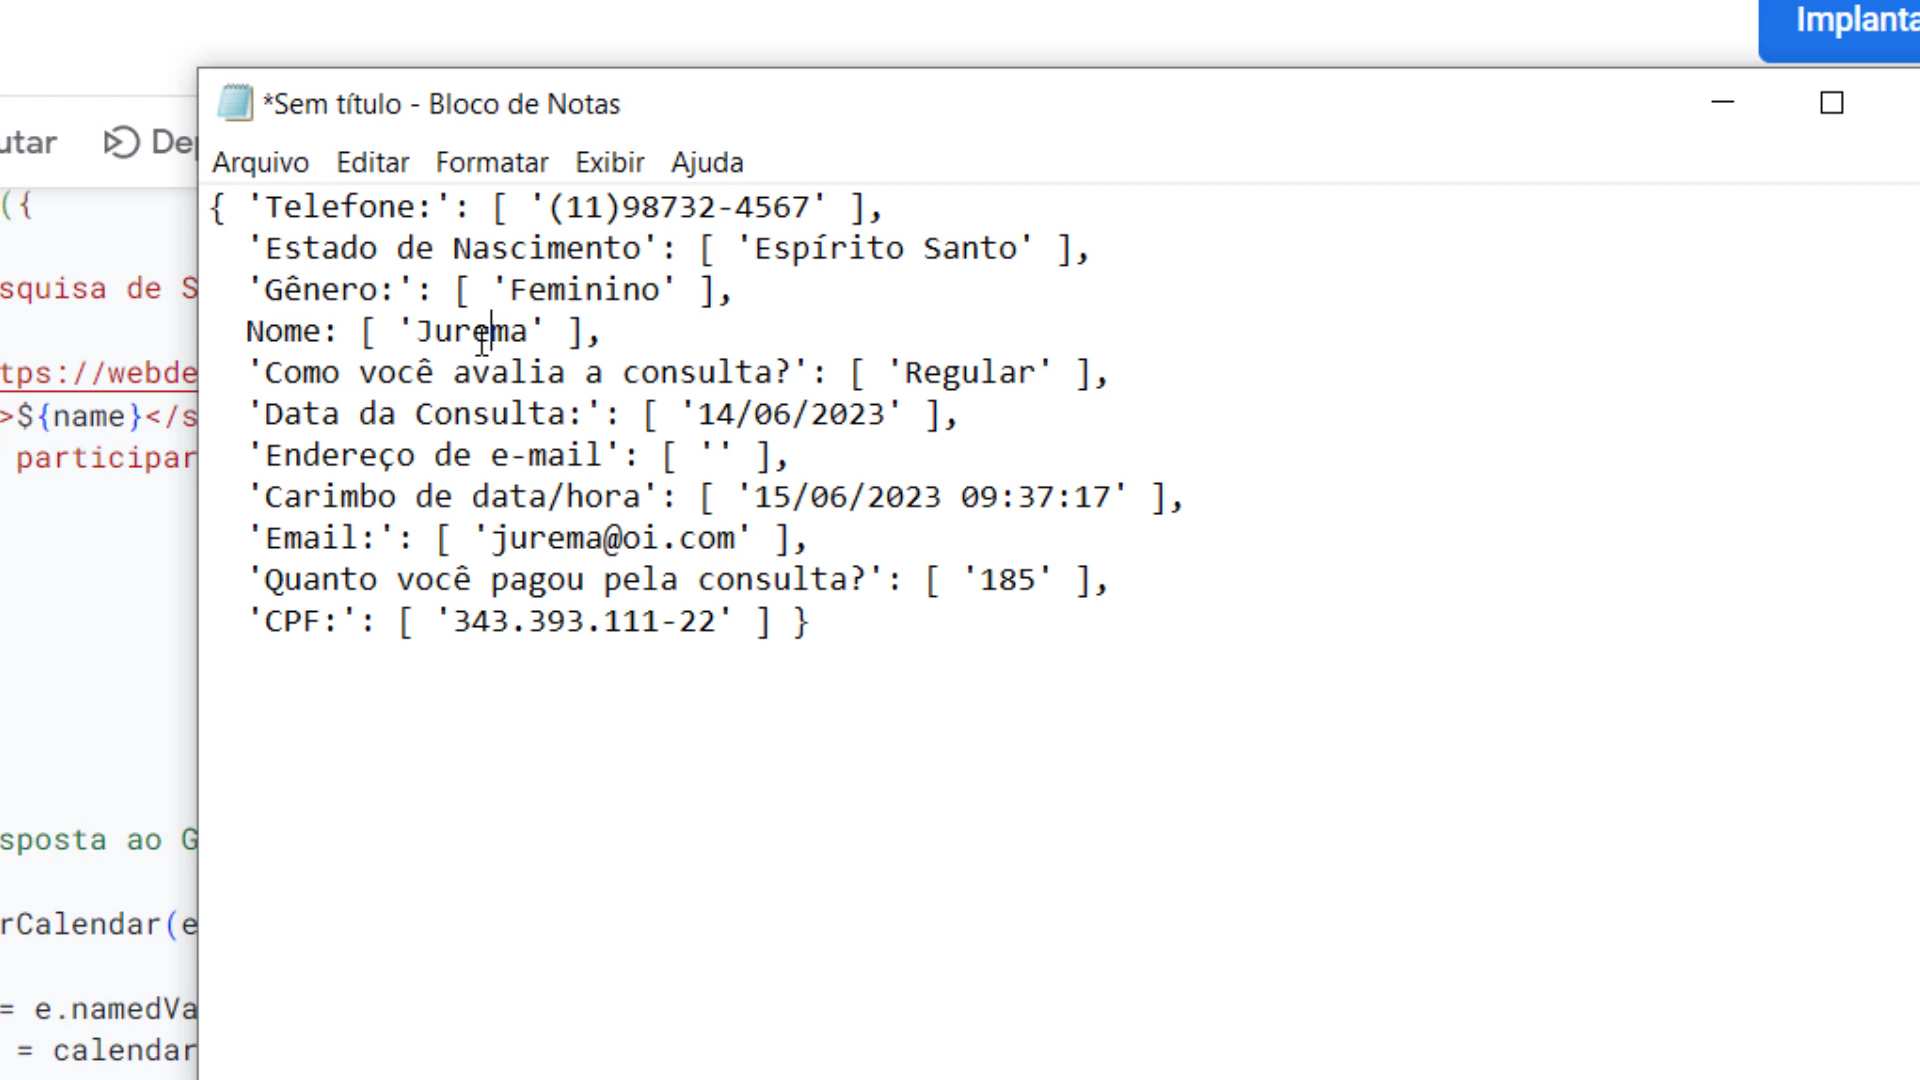 Implanta
*Sem título - Bloco de Notas
utar Dep
Arquivo Editar Formatar Exibir Ajuda
({
{ 'Telefone:': [ '(11)98732-4567' ],
'Estado de Nascimento': [ 'Espírito Santo' ],
squisa de S
'Gênero:': [ 'Feminino' ],
Nome: [ 'Jurema' ],
tps://webde
'Como você avalia a consulta?': [ 'Regular' ],
>${name}</s
'Data da Consulta:': [ '14/06/2023' ],
participar
'Endereço de e-mail': [ '' ],
'Carimbo de data/hora': [ '15/06/2023 09:37:17' ],
'Email:': [ 'jurema@oi.com' ],
'Quanto você pagou pela consulta?': [ '185' ],
'CPF:': [ '343.393.111-22' ] }
sposta ao G
rCalendar(e
= e.namedVa
= calendar